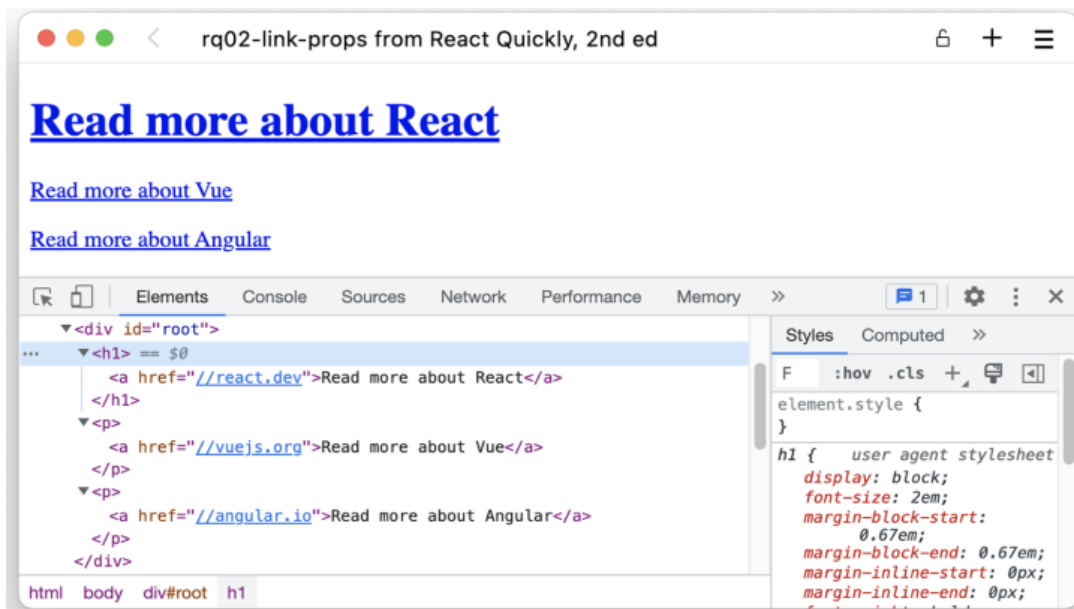 rq02-link-props from React Quickly, 2nd ed
Read more about React
Read more about Vue
Read more about Angular
Elements Console Sources Network Performance Memory » 1
<div id="root">
<h1> == $0
<a href="//react.dev">Read more about React</a>
</h1>
<p>
<a href="//vuejs.org">Read more about Vue</a>
</p>
<p>
<a href="//angular.io">Read more about Angular</a>
</p>
</div>
html body div#root h1
Styles Computed »
F :hov .cls +
element.style {
}
h1 { user agent stylesheet
display: block;
font-size: 2em;
margin-block-start:
0.67em;
margin-block-end: 0.67em;
margin-inline-start: 0px;
margin-inline-end: 0px;